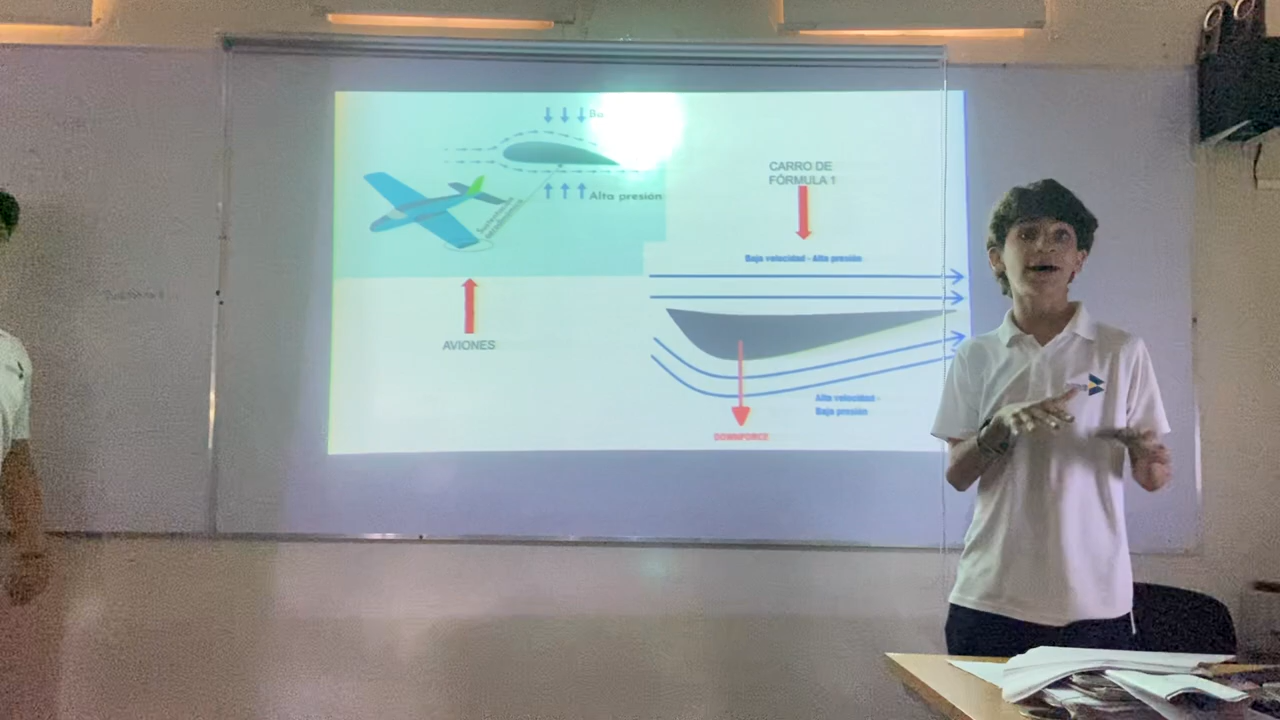 Alta presión
AVIONES
CARRO DE
FÓRMULA 1
Baja velocidad - Alta presión
Alta velocidad -
Baja presión
DOWNFORCE